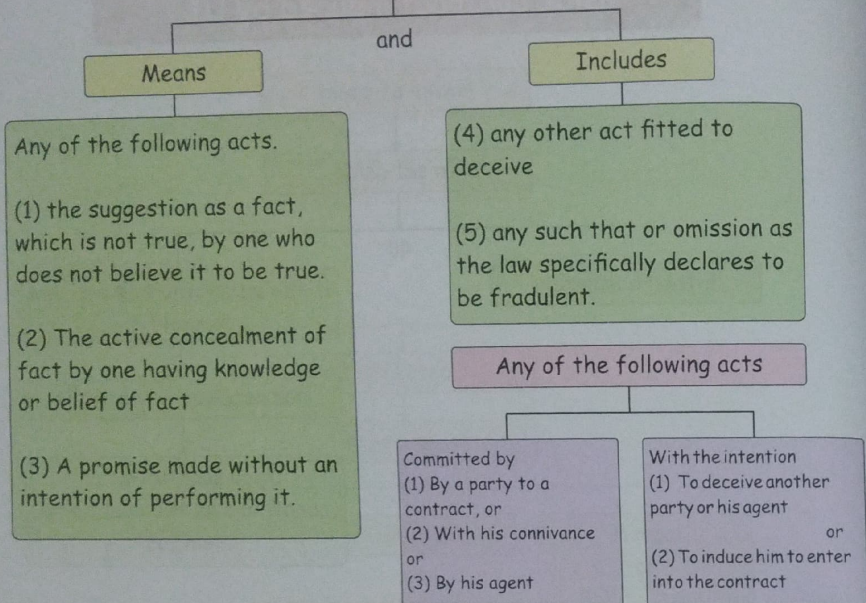 and
Means
Any of the following acts.
(1) the suggestion as a fact,
which is not true, by one who
does not believe it to be true.
(2) The active concealment of
fact by one having knowledge
or belief of fact
(3) A promise made without an
intention of performing it.
Includes
(4) any other act fitted to
deceive
(5) any such that or omission as
the law specifically declares to
be fradulent.
Any of the following acts
Committed by
(1) By a party to a
contract, or
(2) With his connivance
or
(3) By his agent
With the intention
(1) To deceive another
party or his agent
or
(2) To induce him to enter
into the contract